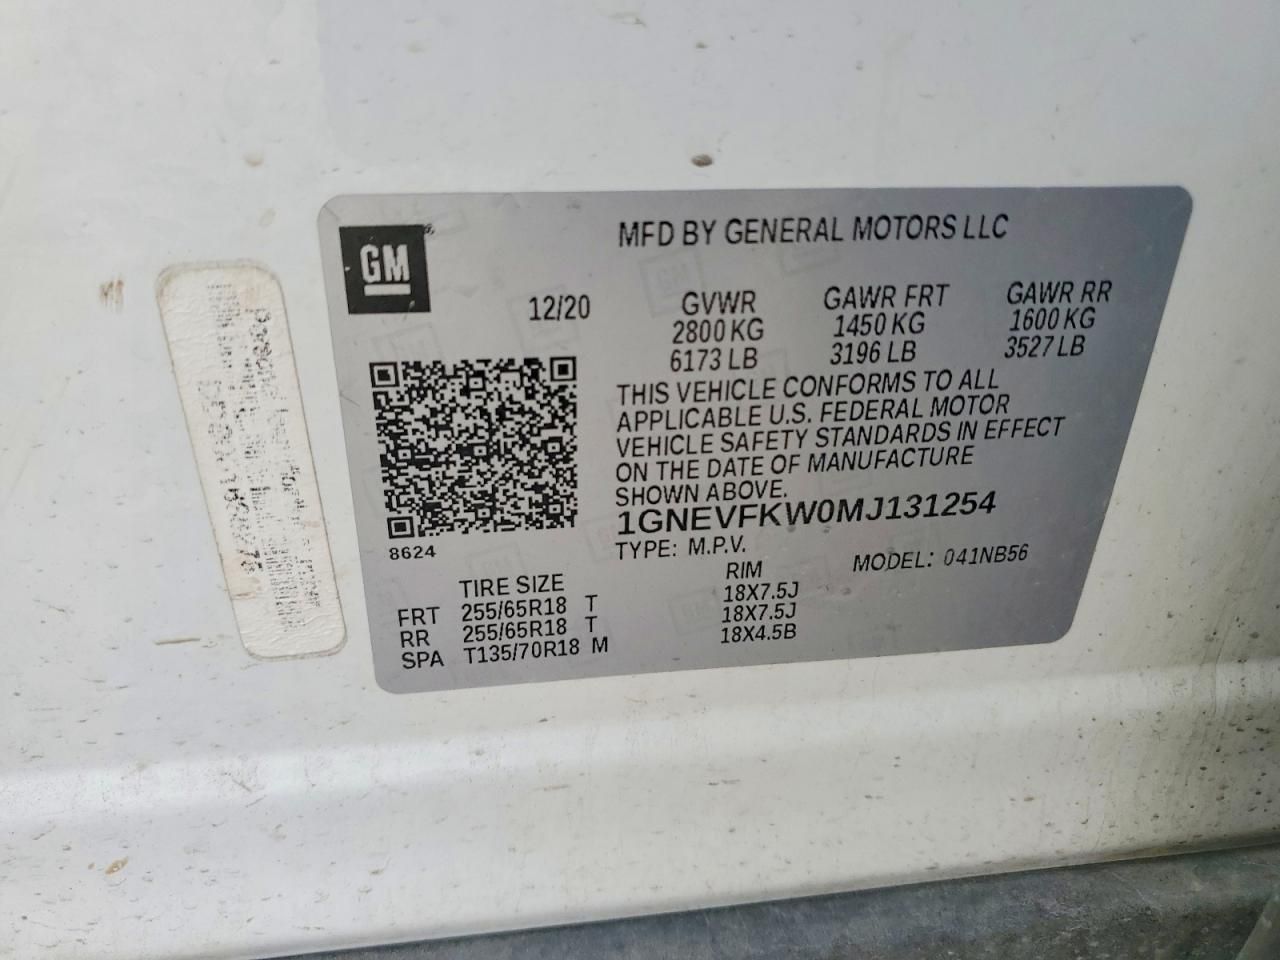 GM
MFD BY GENERAL MOTORS LLC
12/20 GVWR GAWR FRT GAWR RR
2800 KG 1450 KG 1600 KG
6173 LB 3196 LB 3527 LB
THIS VEHICLE CONFORMS TO ALL
APPLICABLE U.S. FEDERAL MOTOR
VEHICLE SAFETY STANDARDS IN EFFECT
ON THE DATE OF MANUFACTURE
SHOWN ABOVE.
1GNEVFKW0MJ131254
8624
TYPE: M.P.V. MODEL: 041NB56
TIRE SIZE RIM
FRT 255/65R18 T 18X7.5J
RR 255/65R18 T 18X7.5J
SPA T135/70R18 M 18X4.5B